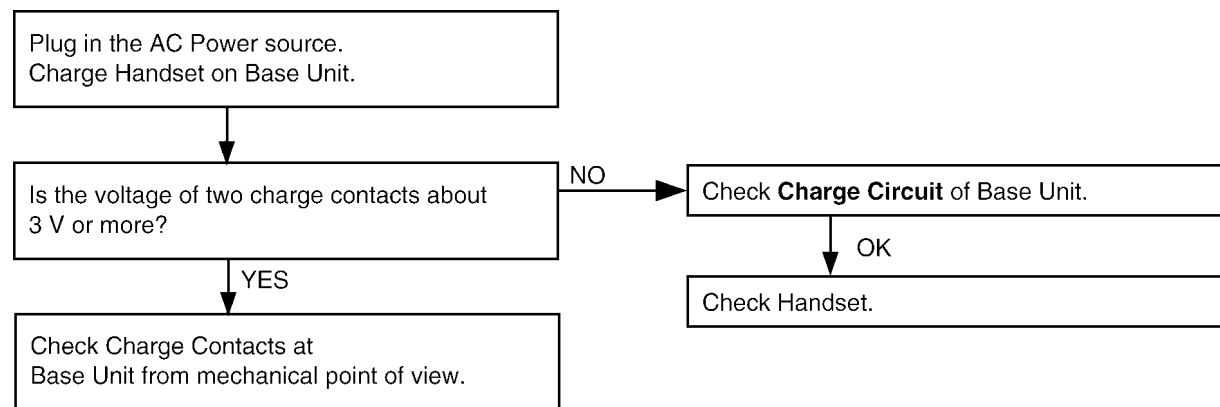 Plug in the AC Power source.
Charge Handset on Base Unit.
Is the voltage of two charge contacts about
3 V or more?
NO
Check Charge Circuit of Base Unit.
OK
Check Handset.
YES
Check Charge Contacts at
Base Unit from mechanical point of view.